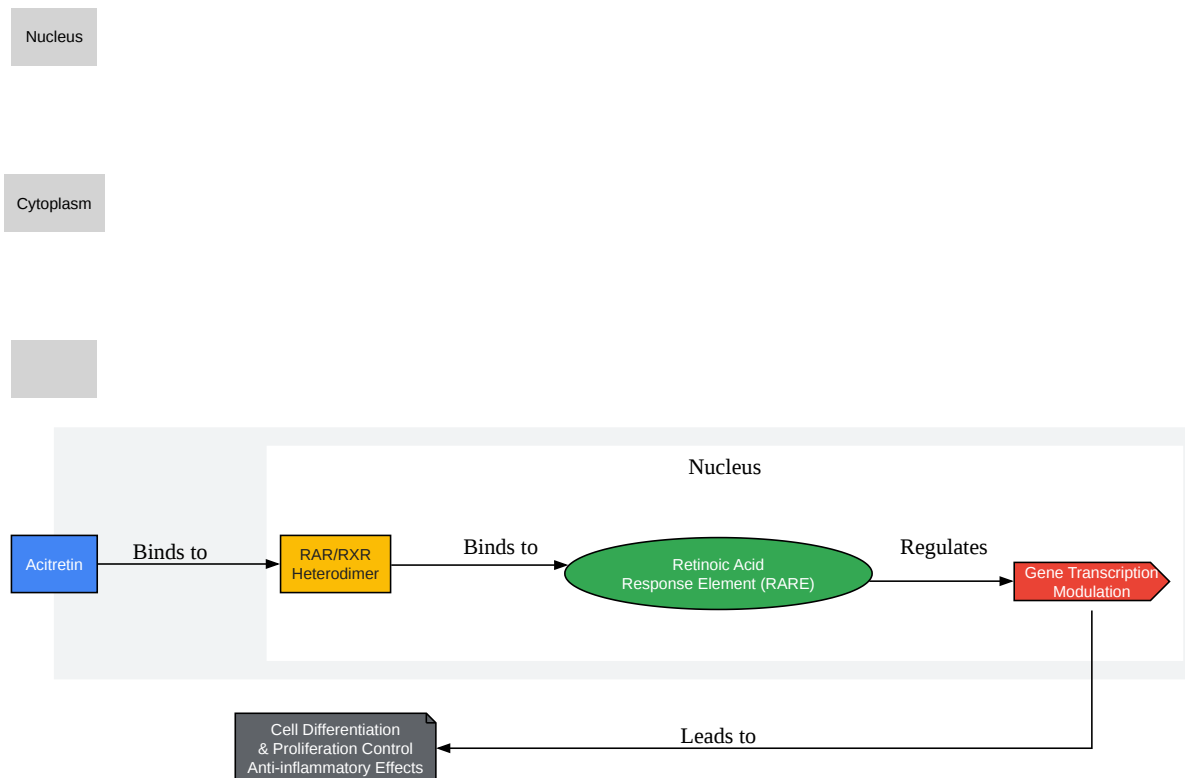 Nucleus
Cytoplasm
Nucleus
Acitretin
Binds to
RAR/RXR
Heterodimer
Binds to
Retinoic Acid
Response Element (RARE)
Regulates
Gene Transcription
Modulation
Leads to
Cell Differentiation
& Proliferation Control
Anti-inflammatory Effects